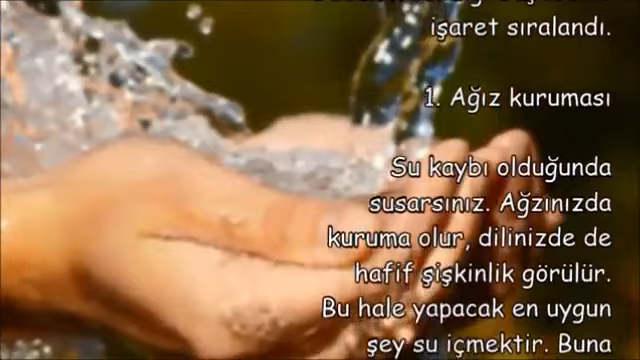 işaret sıralandı.
1. Ağız kuruması
Su kaybı olduğunda
susarsınız. Ağzınızda
kuruma olur, dilinizde de
hafif şişkinlik görülür.
Bu hale yapacak en uygun
şey su içmektir. Buna